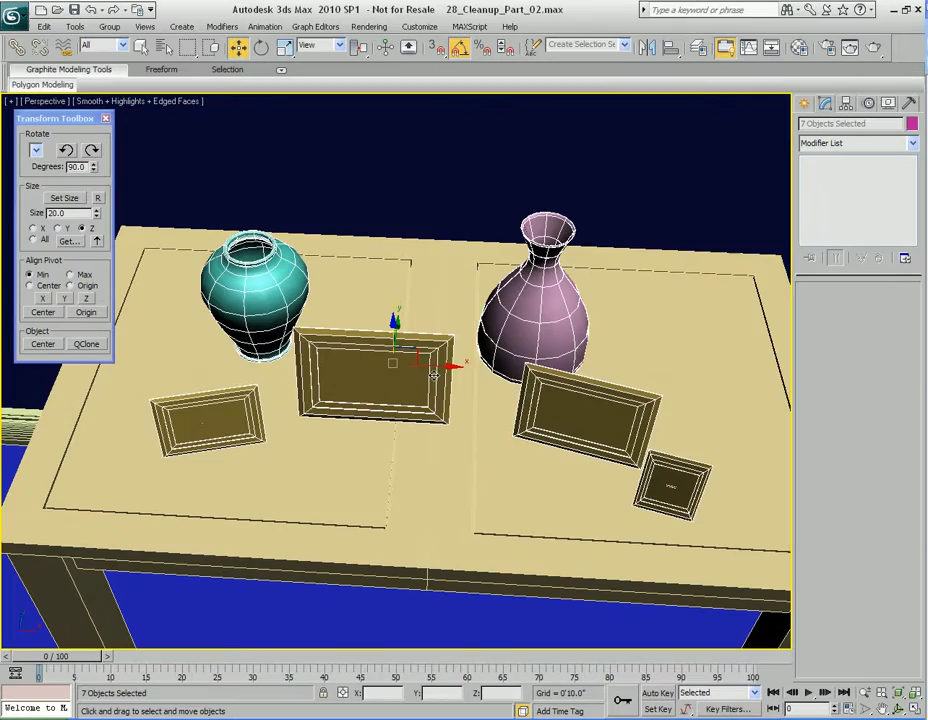 Autodesk 3ds Max 2010 SP1 - Not for Resale 28_Cleanup_Part_02.max
Type a keyword or phrase
Edit Tools Group Views Create Modifiers Animation Graph Editors Rendering Customize MAXScript Help
All View Create Selection Se
Graphite Modeling Tools Freeform Selection
Polygon Modeling
[ + ] [ Perspective ] [ Smooth + Highlights + Edged Faces ]
Transform Toolbox
Rotate
Degrees: 90.0
Size
Set Size R
Size 20.0
X Y Z
All Get...
Align Pivot
Min Max
Center Origin
X Y Z
Center Origin
Object
Center QClone
7 Objects Selected
Modifier List
y
x
0 / 100
5 10 15 20 25 30 35 40 45 50 55 60 65 70 75 80 85 90 95 100
7 Objects Selected X: Y: Z: Grid = 0'10.0" Auto Key Selected
Welcome to M Click and drag to select and move objects Add Time Tag Set Key Key Filters... 0